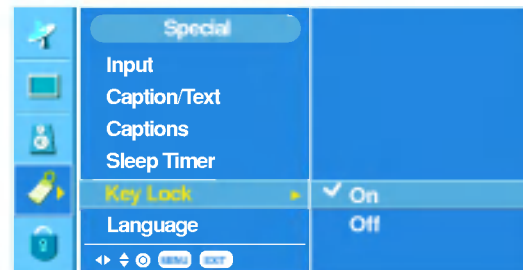 Special
Input
Caption/Text
Captions
Sleep Timer
Key Lock
On
Language
Off
MENU EXIT